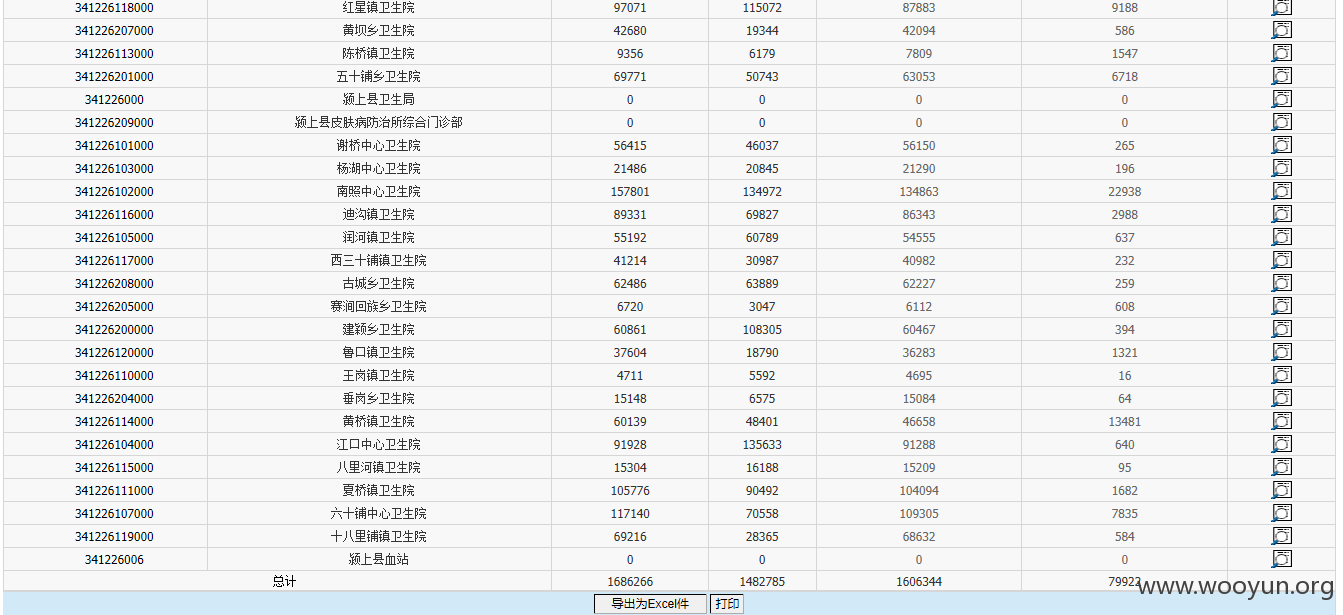 341226118000 红星镇卫生院 97071 115072 87883 9188
341226207000 黄坝乡卫生院 42680 19344 42094 586
341226113000 陈桥镇卫生院 9356 6179 7809 1547
341226201000 五十铺乡卫生院 69771 50743 63053 6718
341226000 颍上县卫生局 0 0 0 0
341226209000 颍上县皮肤病防治所综合门诊部 0 0 0 0
341226101000 谢桥中心卫生院 56415 46037 56150 265
341226103000 杨湖中心卫生院 21486 20845 21290 196
341226102000 南照中心卫生院 157801 134972 134863 22938
341226116000 迪沟镇卫生院 89331 69827 86343 2988
341226105000 润河镇卫生院 55192 60789 54555 637
341226117000 西三十铺镇卫生院 41214 30987 40982 232
341226208000 古城乡卫生院 62486 63889 62227 259
341226205000 赛涧回族乡卫生院 6720 3047 6112 608
341226200000 建颖乡卫生院 60861 108305 60467 394
341226120000 鲁口镇卫生院 37604 18790 36283 1321
341226110000 王岗镇卫生院 4711 5592 4695 16
341226204000 垂岗乡卫生院 15148 6575 15084 64
341226114000 黄桥镇卫生院 60139 48401 46658 13481
341226104000 江口中心卫生院 91928 135633 91288 640
341226115000 八里河镇卫生院 15304 16188 15209 95
341226111000 夏桥镇卫生院 105776 90492 104094 1682
341226107000 六十铺中心卫生院 117140 70558 109305 7835
341226119000 十八里铺镇卫生院 69216 28365 68632 584
341226006 颍上县血站 0 0 0 0
总计 1686266 1482785 1606344 79922
www.wooyun.org
导出为Excel件 打印